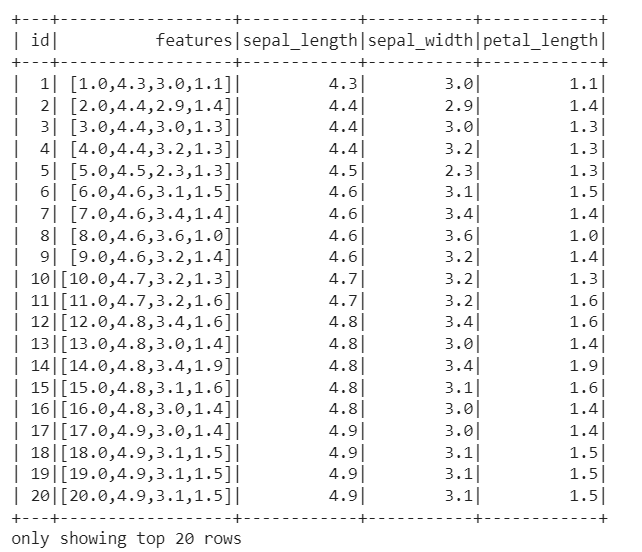 +---+-----------------+------------+-----------+------------+
| id|         features|sepal_length|sepal_width|petal_length|
+---+-----------------+------------+-----------+------------+
|  1| [1.0,4.3,3.0,1.1]|         4.3|        3.0|         1.1|
|  2| [2.0,4.4,2.9,1.4]|         4.4|        2.9|         1.4|
|  3| [3.0,4.4,3.0,1.3]|         4.4|        3.0|         1.3|
|  4| [4.0,4.4,3.2,1.3]|         4.4|        3.2|         1.3|
|  5| [5.0,4.5,2.3,1.3]|         4.5|        2.3|         1.3|
|  6| [6.0,4.6,3.1,1.5]|         4.6|        3.1|         1.5|
|  7| [7.0,4.6,3.4,1.4]|         4.6|        3.4|         1.4|
|  8| [8.0,4.6,3.6,1.0]|         4.6|        3.6|         1.0|
|  9| [9.0,4.6,3.2,1.4]|         4.6|        3.2|         1.4|
| 10|[10.0,4.7,3.2,1.3]|         4.7|        3.2|         1.3|
| 11|[11.0,4.7,3.2,1.6]|         4.7|        3.2|         1.6|
| 12|[12.0,4.8,3.4,1.6]|         4.8|        3.4|         1.6|
| 13|[13.0,4.8,3.0,1.4]|         4.8|        3.0|         1.4|
| 14|[14.0,4.8,3.4,1.9]|         4.8|        3.4|         1.9|
| 15|[15.0,4.8,3.1,1.6]|         4.8|        3.1|         1.6|
| 16|[16.0,4.8,3.0,1.4]|         4.8|        3.0|         1.4|
| 17|[17.0,4.9,3.0,1.4]|         4.9|        3.0|         1.4|
| 18|[18.0,4.9,3.1,1.5]|         4.9|        3.1|         1.5|
| 19|[19.0,4.9,3.1,1.5]|         4.9|        3.1|         1.5|
| 20|[20.0,4.9,3.1,1.5]|         4.9|        3.1|         1.5|
+---+-----------------+------------+-----------+------------+
only showing top 20 rows